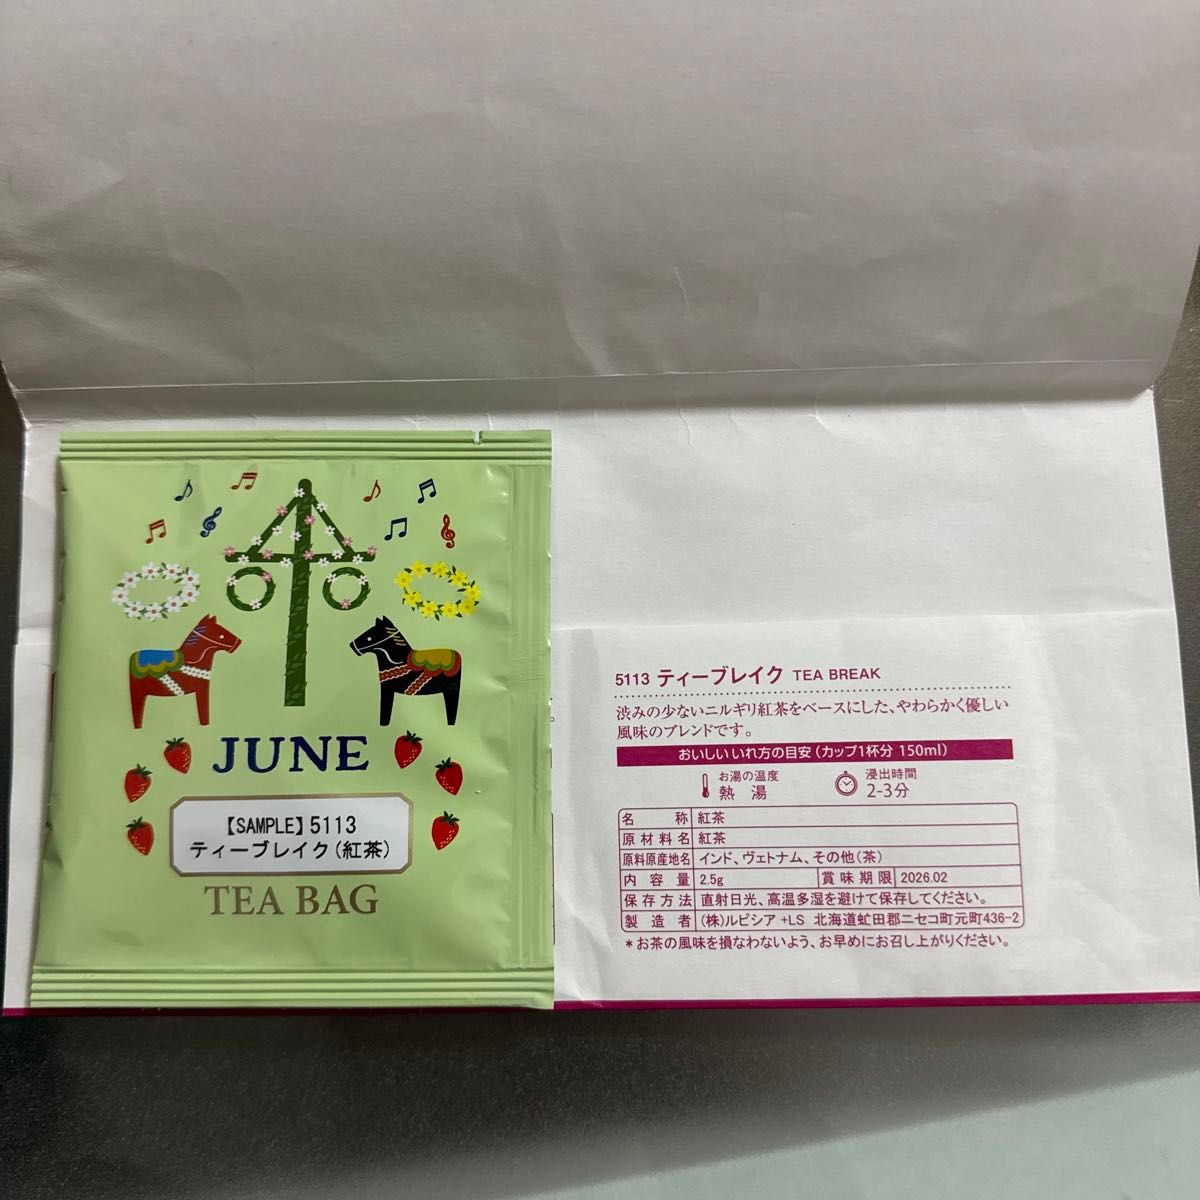 JUNE
【SAMPLE】5113
ティーブレイク(紅茶)
TEA BAG
5113 ティーブレイク TEA BREAK
渋みの少ないニルギリ紅茶をベースにした、やわらかく優しい
風味のブレンドです。
おいしいいれ方の目安(カップ1杯分 150ml)
お湯の温度
熱 湯
浸出時間
2-3分
名 称 紅茶
原材料名 紅茶
原料原産地名 インド、ヴェトナム、その他(茶)
内容量 2.5g 賞味期限 2026.02
保存方法 直射日光、高温多湿を避けて保存してください。
製造者 (株)ルピシア +LS 北海道虻田郡ニセコ町元町436-2
*お茶の風味を損なわないよう、お早めにお召し上がりください。